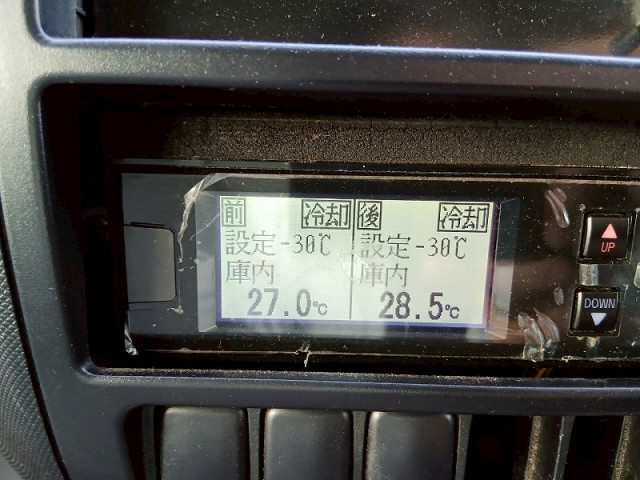 前 冷却 後 冷却
設定-30℃ 設定-30℃
庫内 庫内
27.0℃ 28.5℃
UP
DOWN